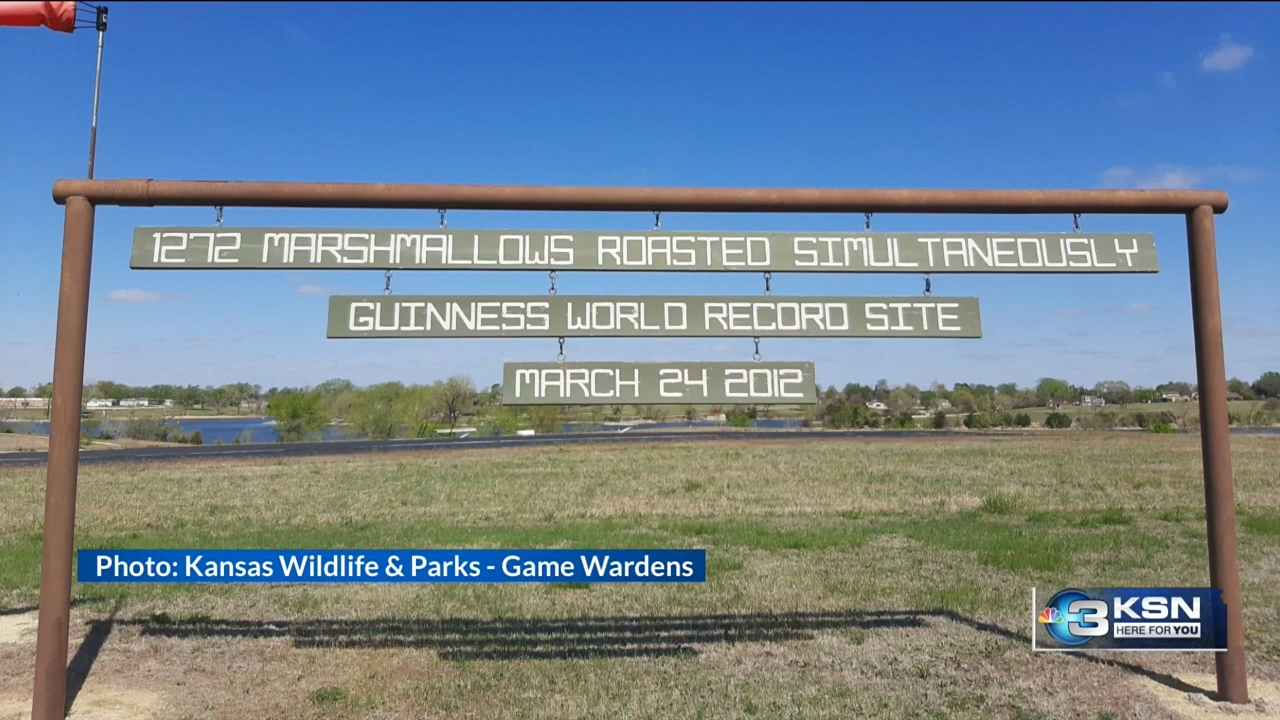 1272 MARSHMALLOWS ROASTED SIMULTANEOUSLY
GUINNESS WORLD RECORD SITE
MARCH 24 2012
Photo: Kansas Wildlife & Parks - Game Wardens
3 KSN
HERE FOR YOU